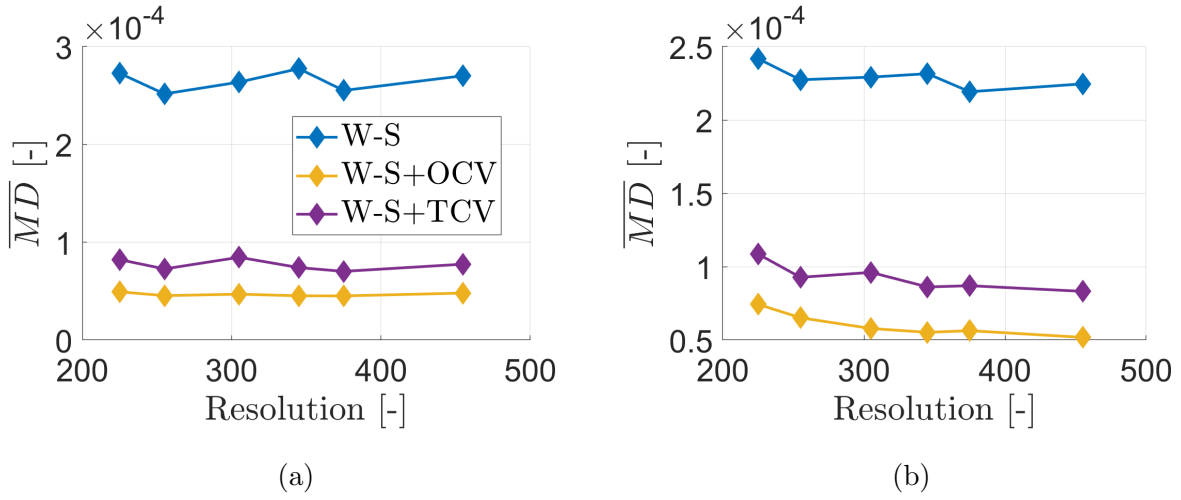 ×10⁻⁴
3
2
1
0
200 300 400 500
Resolution [-]
MD [-]
W-S
W-S+OCV
W-S+TCV
(a)
×10⁻⁴
2.5
2
1.5
1
0.5
200 300 400 500
Resolution [-]
MD [-]
(b)